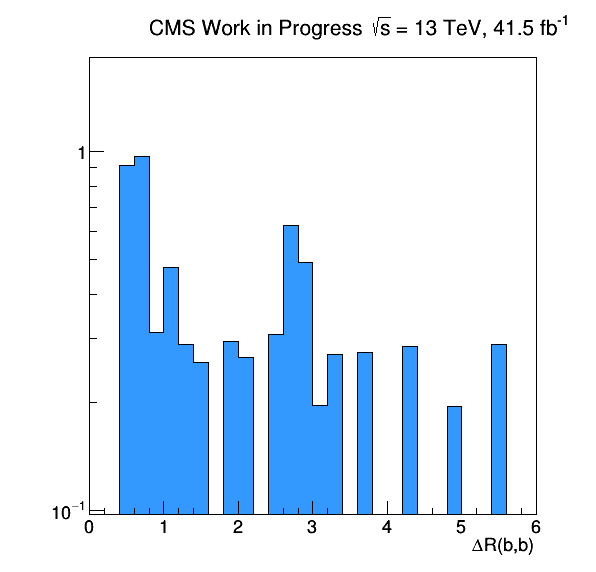 CMS Work in Progress √s = 13 TeV, 41.5 fb⁻¹
1
10⁻¹
0 1 2 3 4 5 6
ΔR(b,b)